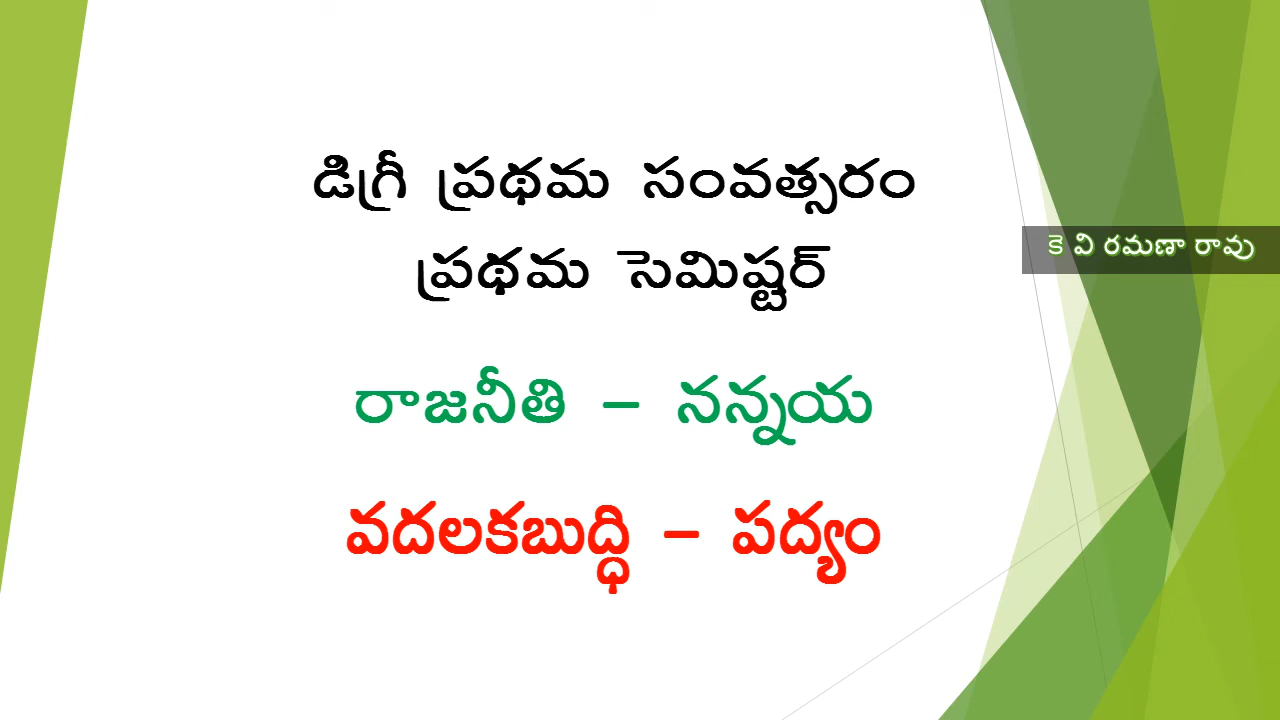 డిగ్రీ ప్రథమ సంవత్సరం
ప్రథమ సెమిష్టర్
కె వి రమణా రావు
రాజనీతి – నన్నయ
వదలకబుద్ధి – పద్యం